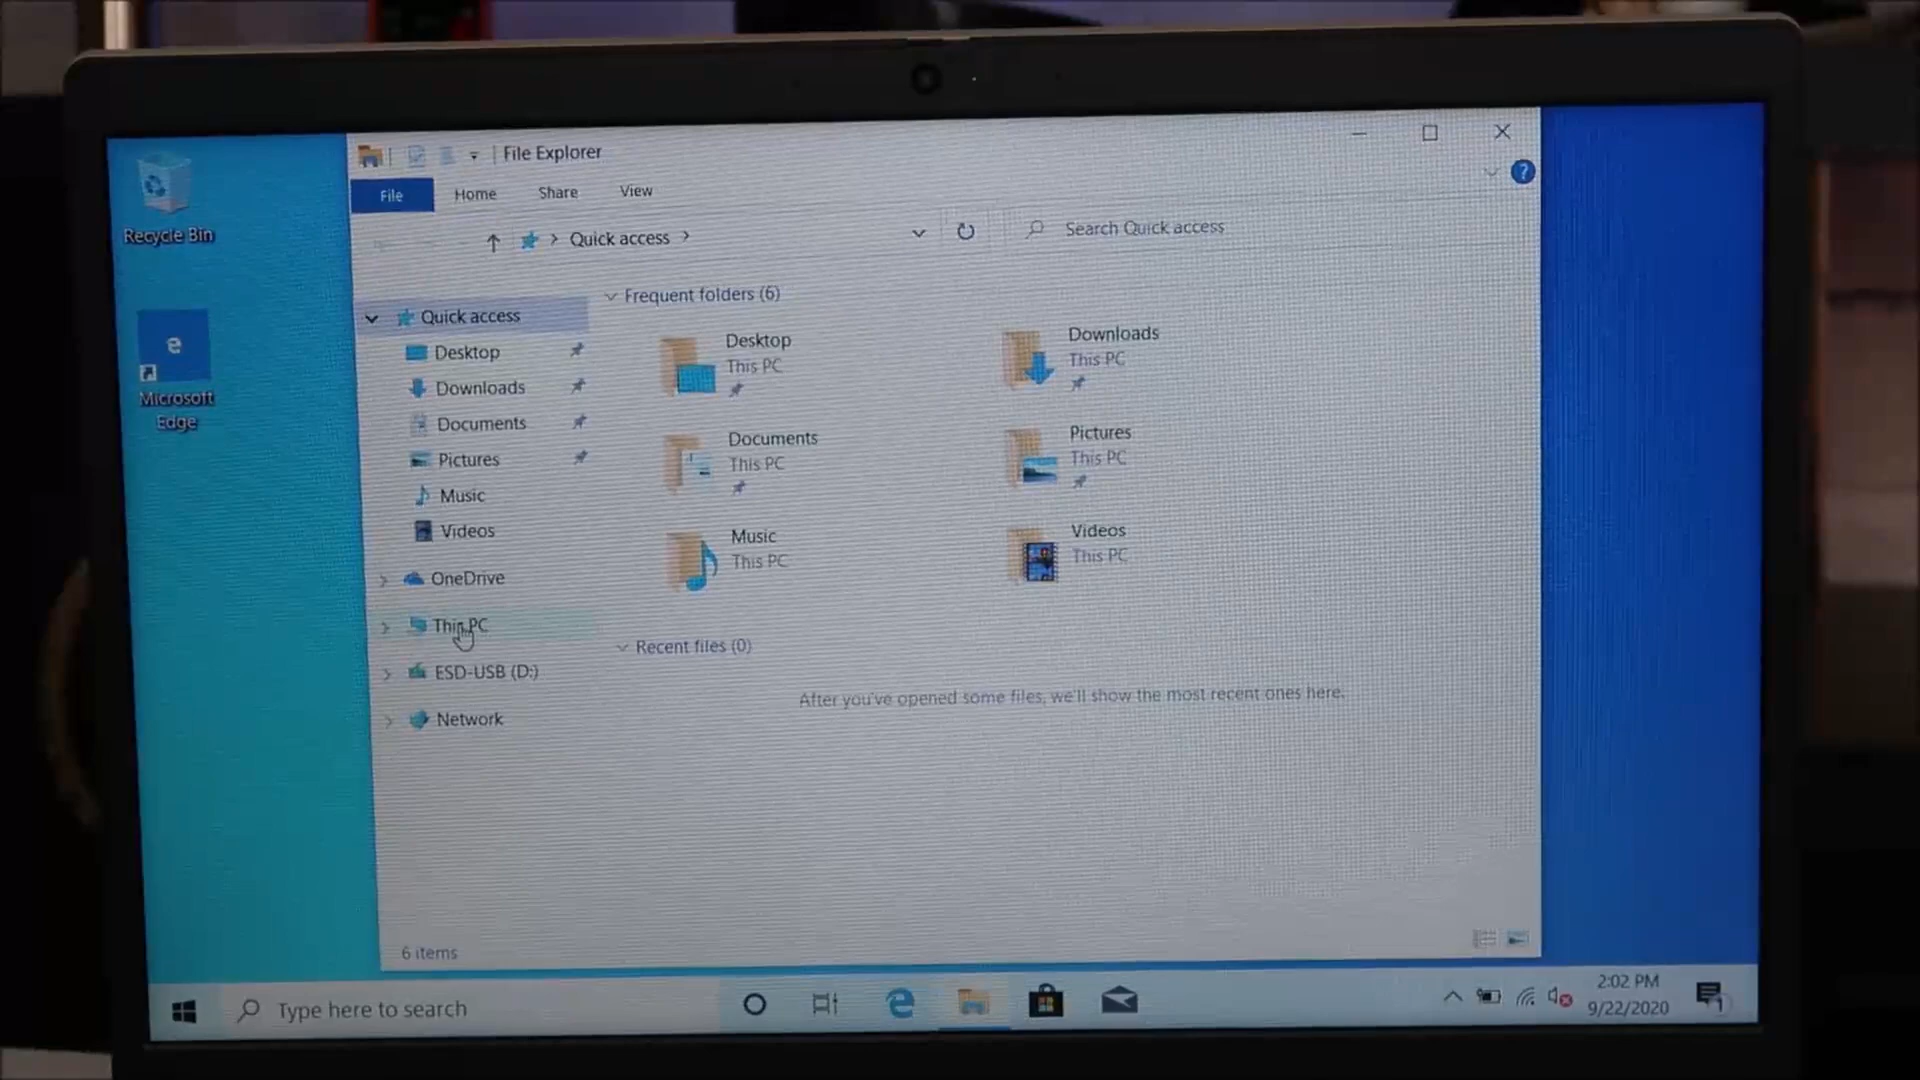 File Explorer
File Home Share View
Quick access
Search Quick access
Recycle Bin
Microsoft
Edge
Quick access
Desktop
Downloads
Documents
Pictures
Music
Videos
OneDrive
This PC
ESD-USB (D:)
Network
Frequent folders (6)
Desktop
This PC
Downloads
This PC
Documents
This PC
Pictures
This PC
Music
This PC
Videos
This PC
Recent files (0)
After you've opened some files, we'll show the most recent ones here.
6 items
Type here to search
2:02 PM
9/22/2020
1